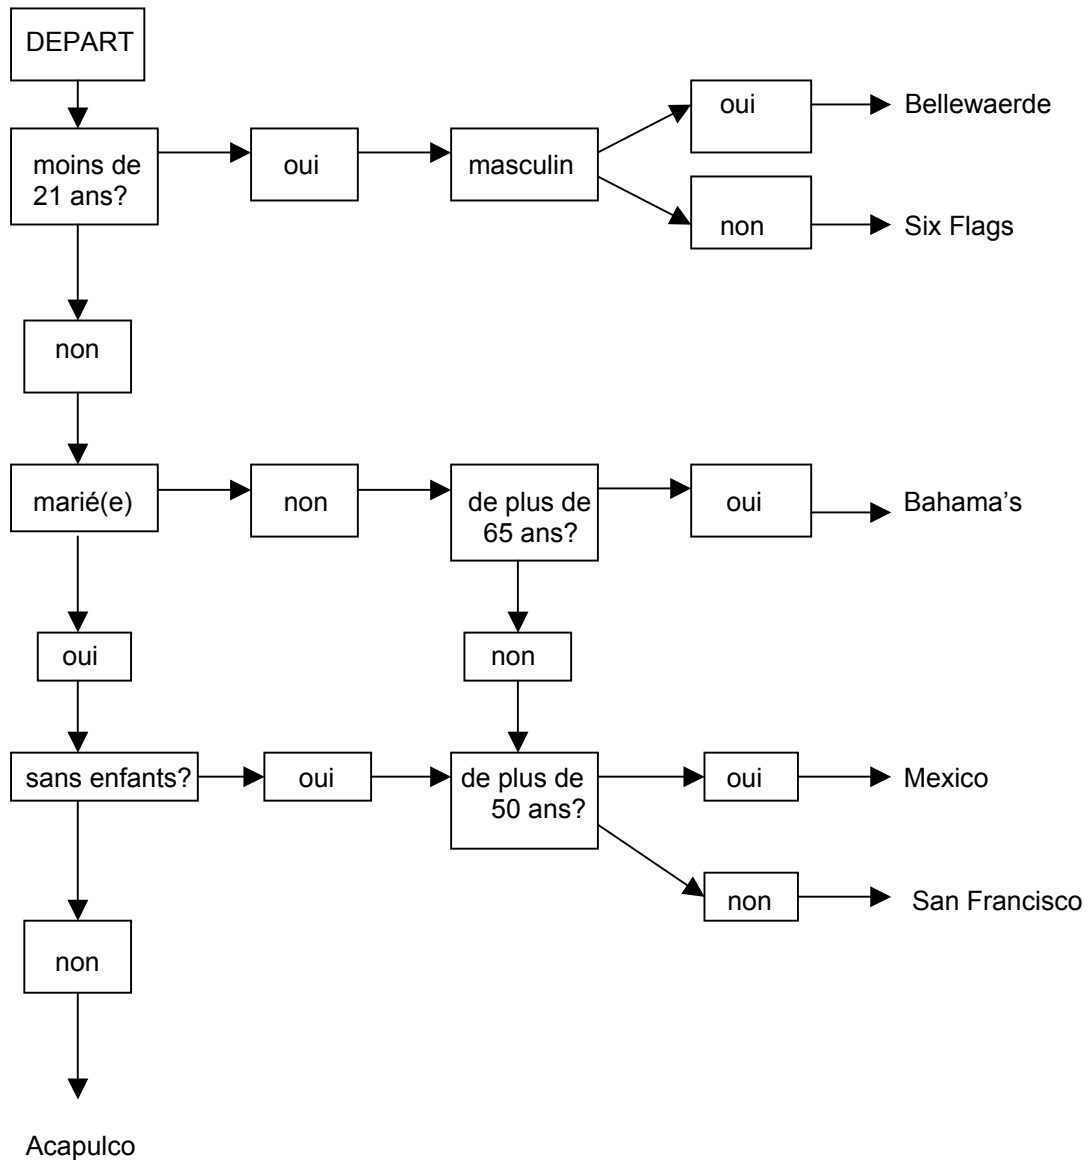 DEPART
moins de
21 ans?
oui
masculin
oui
Bellewaerde
non
Six Flags
non
marié(e)
non
de plus de
65 ans?
oui
Bahama’s
oui
non
sans enfants?
oui
de plus de
50 ans?
oui
Mexico
non
San Francisco
non
Acapulco